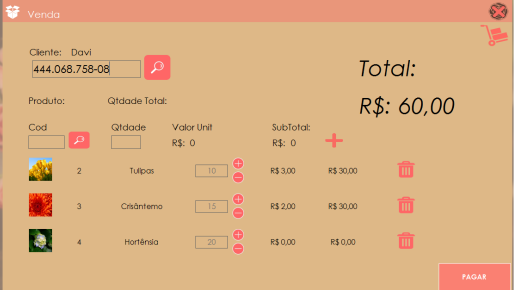 Venda
Cliente: Davi
444.068.758-08
Total:
R$: 60,00
Produto: Qtdade Total:
Cod Qtdade Valor Unit SubTotal:
R$: 0 R$: 0
2 Tulipas 10 R$ 3,00 R$ 30,00
3 Crisântemo 15 R$ 2,00 R$ 30,00
4 Hortênsia 20 R$ 0,00 R$ 0,00
PAGAR